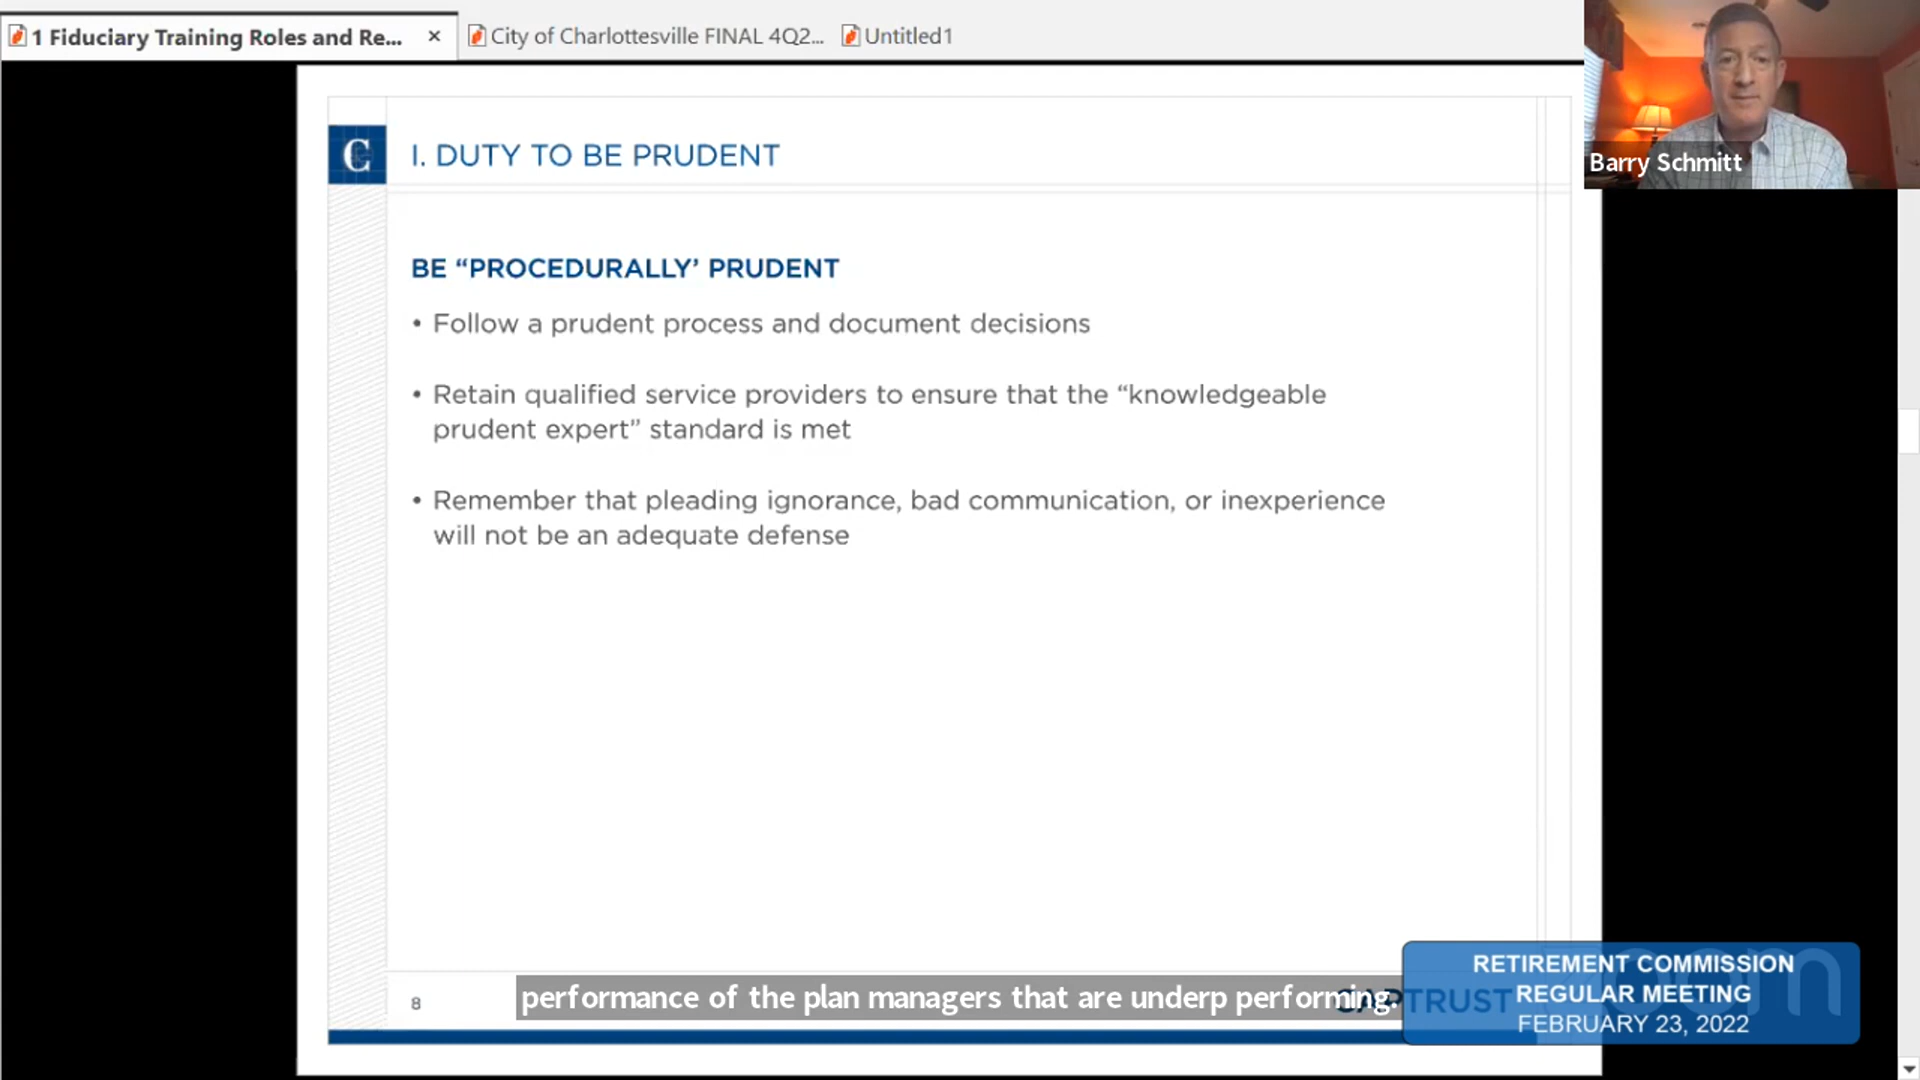 1 Fiduciary Training Roles and Re...
City of Charlottesville FINAL 4Q2...
Untitled1
Barry Schmitt
C
I. DUTY TO BE PRUDENT
BE “PROCEDURALLY’ PRUDENT
• Follow a prudent process and document decisions
• Retain qualified service providers to ensure that the “knowledgeable
prudent expert” standard is met
• Remember that pleading ignorance, bad communication, or inexperience
will not be an adequate defense
8
performance of the plan managers that are underp performing.
CAPTRUST
RETIREMENT COMMISSION
REGULAR MEETING
FEBRUARY 23, 2022